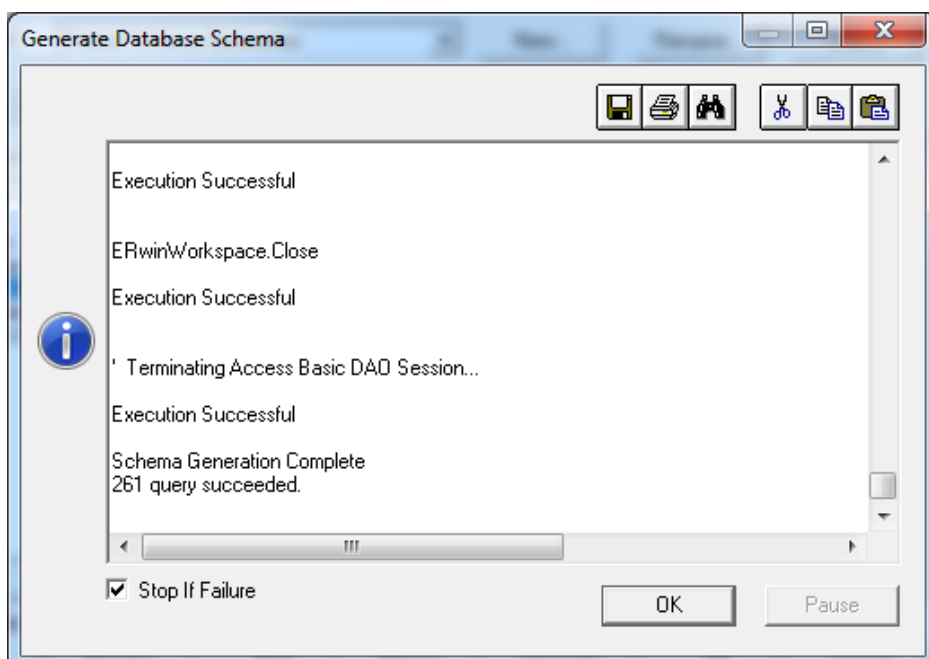 Generate Database Schema
Execution Successful
ERwinWorkspace.Close
Execution Successful
' Terminating Access Basic DAO Session...
Execution Successful
Schema Generation Complete
261 query succeeded.
Stop If Failure
OK
Pause